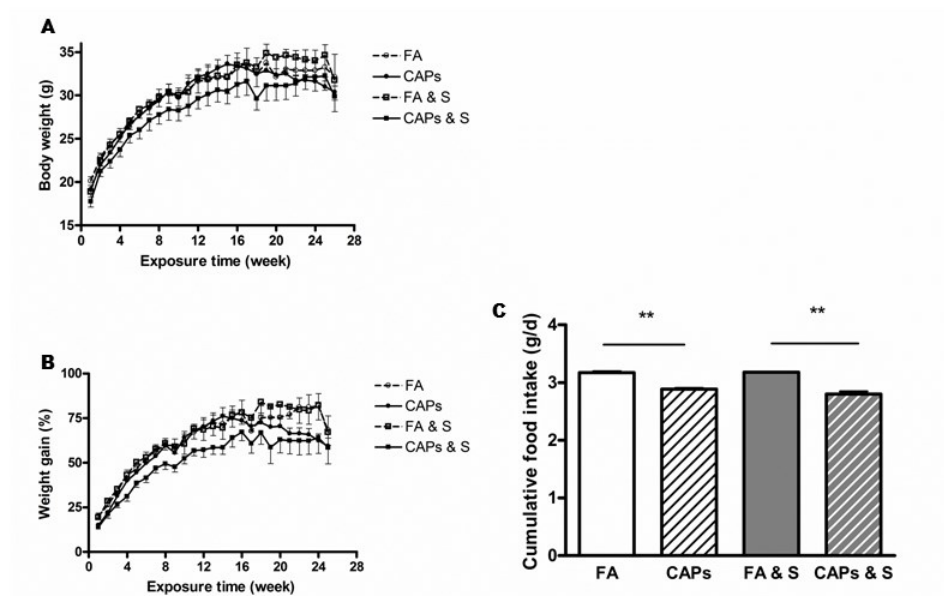 A
Body weight (g)
35
30
25
20
15
0 4 8 12 16 20 24 28
Exposure time (week)
FA
CAPs
FA & S
CAPs & S
B
Weight gain (%)
100
75
50
25
0
0 4 8 12 16 20 24 28
Exposure time (week)
FA
CAPs
FA & S
CAPs & S
C
Cumulative food intake (g/d)
4
3
2
1
0
** **
FA CAPs FA & S CAPs & S